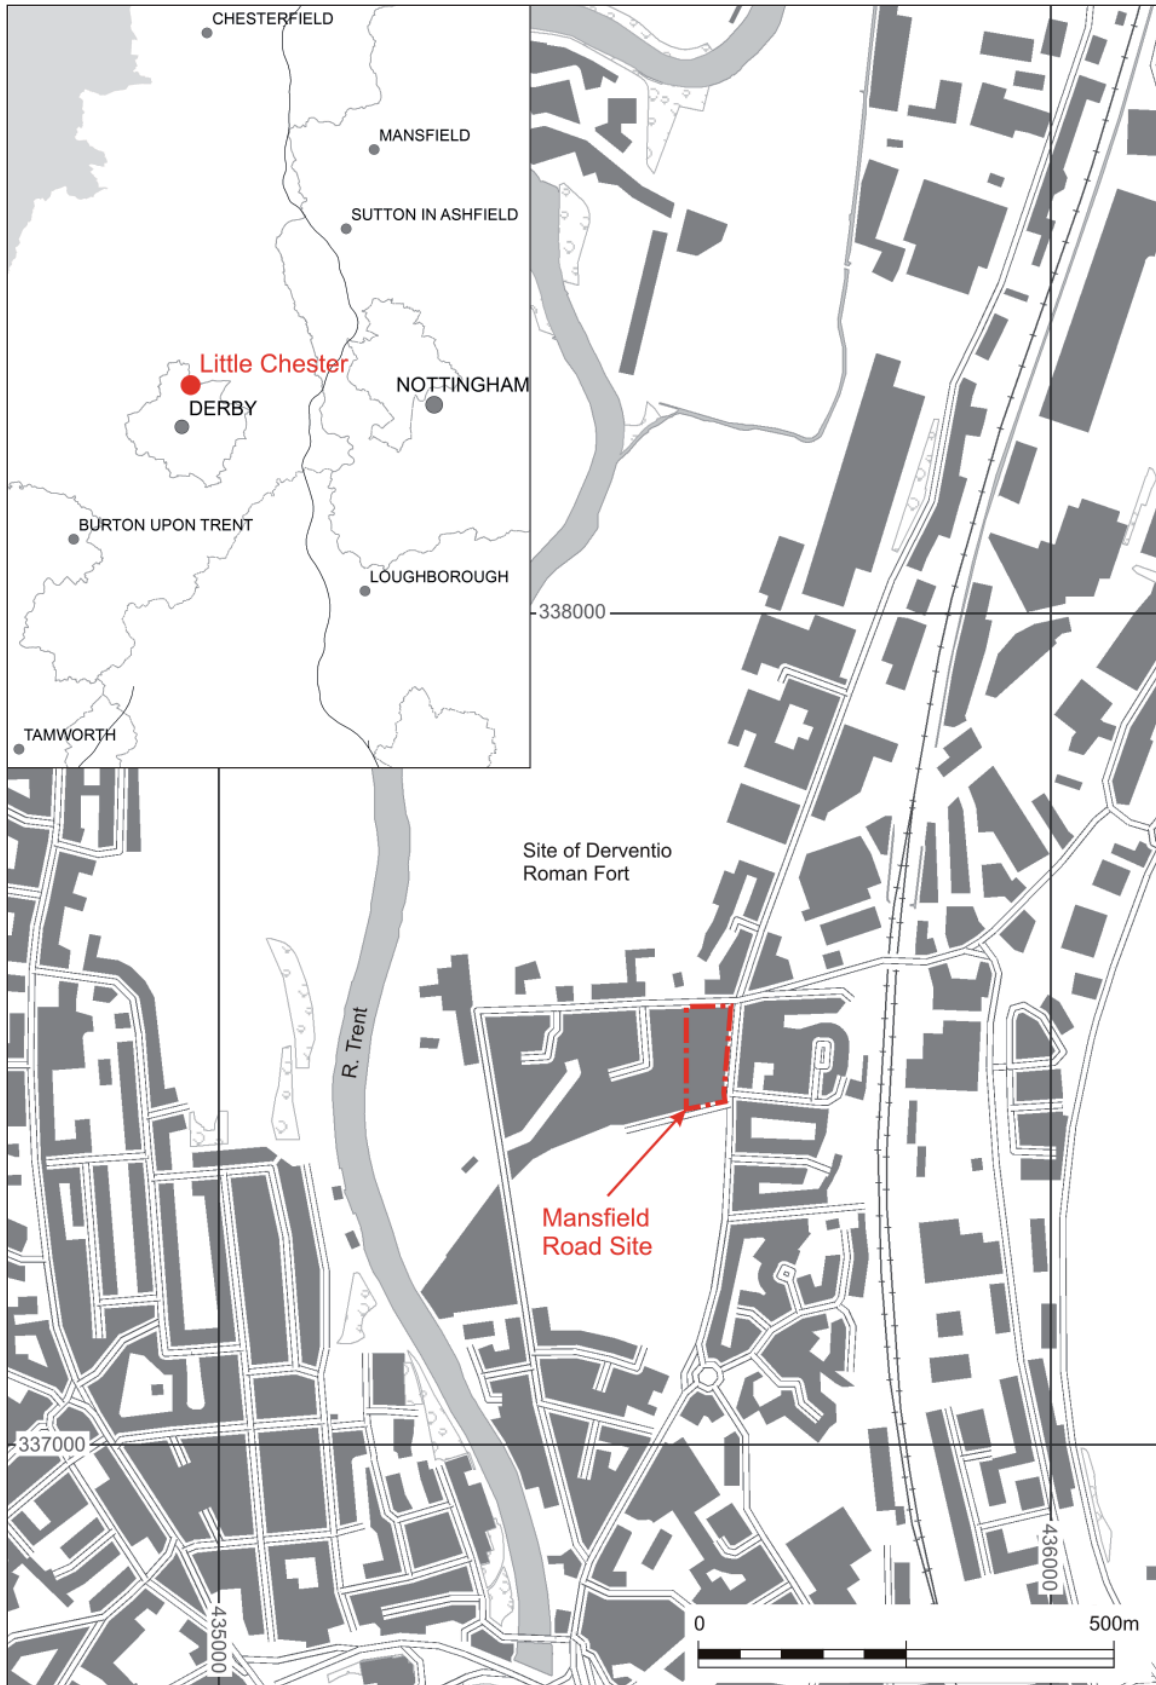 CHESTERFIELD
MANSFIELD
SUTTON IN ASHFIELD
Little Chester
NOTTINGHAM
DERBY
BURTON UPON TRENT
LOUGHBOROUGH
TAMWORTH
338000
Site of Derventio
Roman Fort
R. Trent
Mansfield
Road Site
337000
435000
436000
0 500m